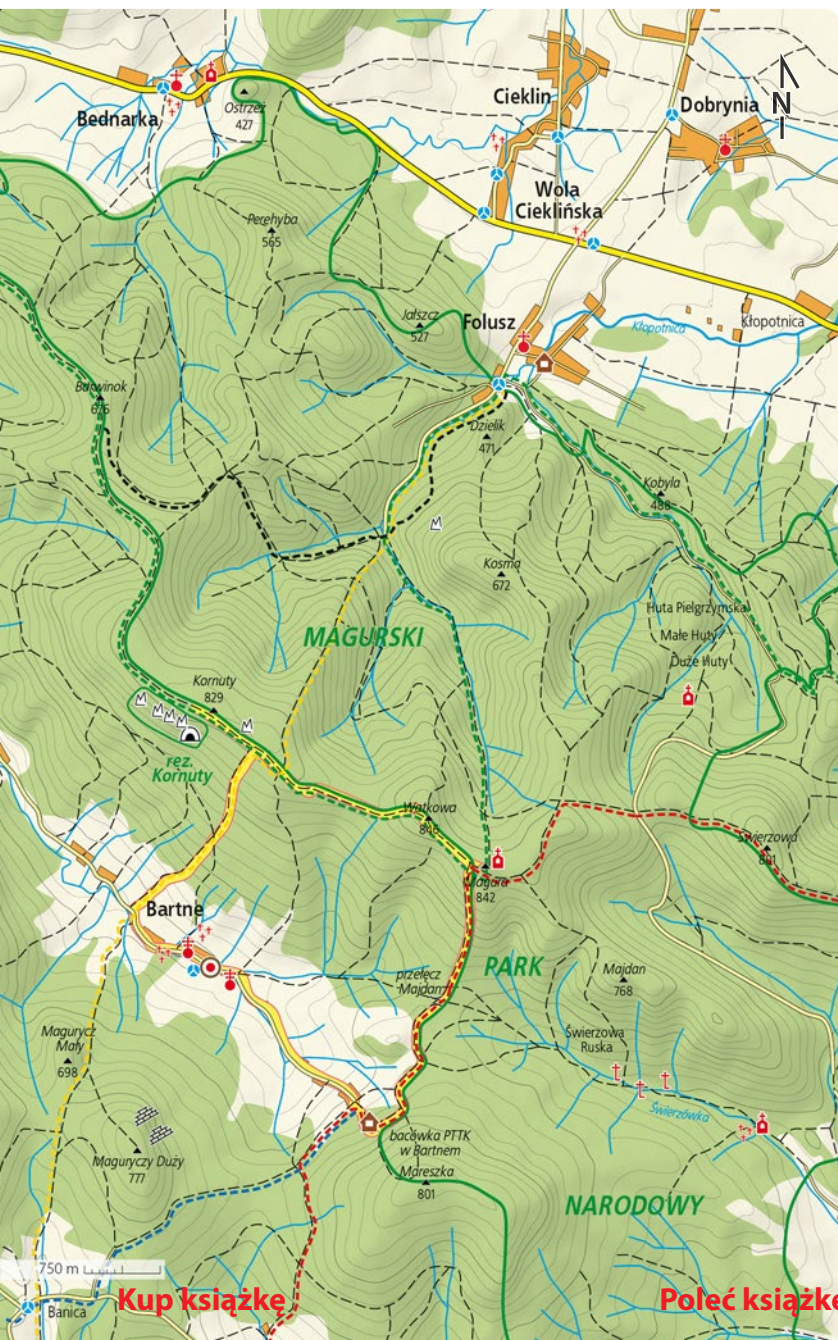 N
Cieklin
Dobrynia
Ostrzeż
427
Bednarka
Wola
Cieklińska
Perehyba
565
Jałszcz
527
Folusz
Kłopotnica
Kłopotnica
Barwinok
676
Dzielik
471
Kobyla
488
Kosma
672
Huta Pielgrzymska
Małe Huty
Duże Huty
MAGURSKI
Kornuty
829
rez.
Kornuty
Wątkowa
846
Świerzowa
801
Magura
842
Bartne
przełęcz
Majdan
PARK
Majdan
768
Świerzowa
Ruska
Magurycz
Mały
698
Świerzówka
bacówka PTTK
w Bartnem
Mareszka
801
Maguryczy Duży
777
NARODOWY
750 m
Kup książkę
Poleć książkę
Banica